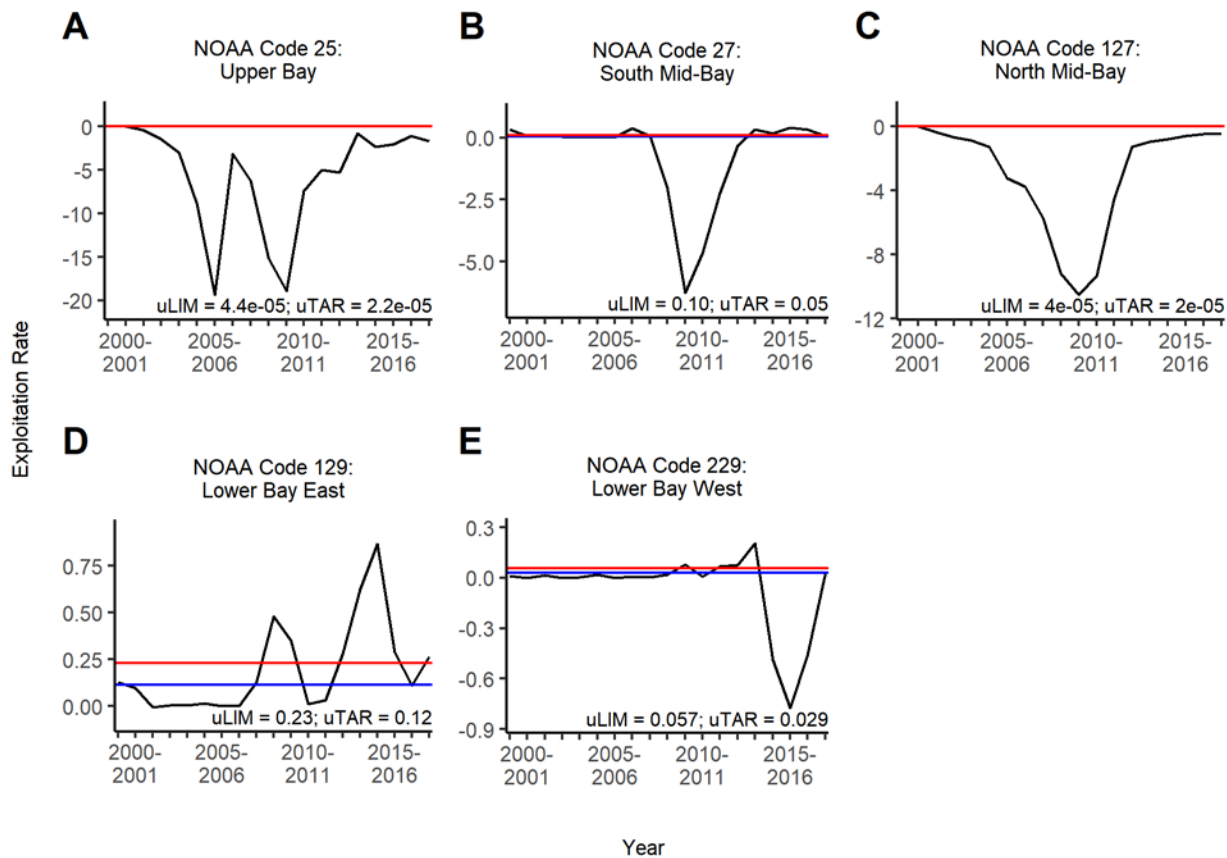 A
NOAA Code 25:
Upper Bay
0
-5
-10
-15
-20
uLIM = 4.4e-05; uTAR = 2.2e-05
2000-
2001
2005-
2006
2010-
2011
2015-
2016
B
NOAA Code 27:
South Mid-Bay
0.0
-2.5
-5.0
uLIM = 0.10; uTAR = 0.05
2000-
2001
2005-
2006
2010-
2011
2015-
2016
C
NOAA Code 127:
North Mid-Bay
0
-4
-8
-12
uLIM = 4e-05; uTAR = 2e-05
2000-
2001
2005-
2006
2010-
2011
2015-
2016
Exploitation Rate
D
NOAA Code 129:
Lower Bay East
0.75
0.50
0.25
0.00
uLIM = 0.23; uTAR = 0.12
2000-
2001
2005-
2006
2010-
2011
2015-
2016
E
NOAA Code 229:
Lower Bay West
0.3
0.0
-0.3
-0.6
-0.9
uLIM = 0.057; uTAR = 0.029
2000-
2001
2005-
2006
2010-
2011
2015-
2016
Year